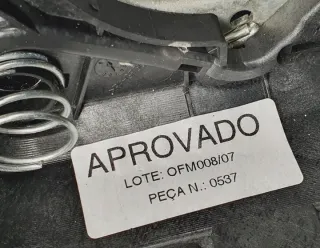 APROVADO
LOTE: OFM008/07
PEÇA N.: 0537